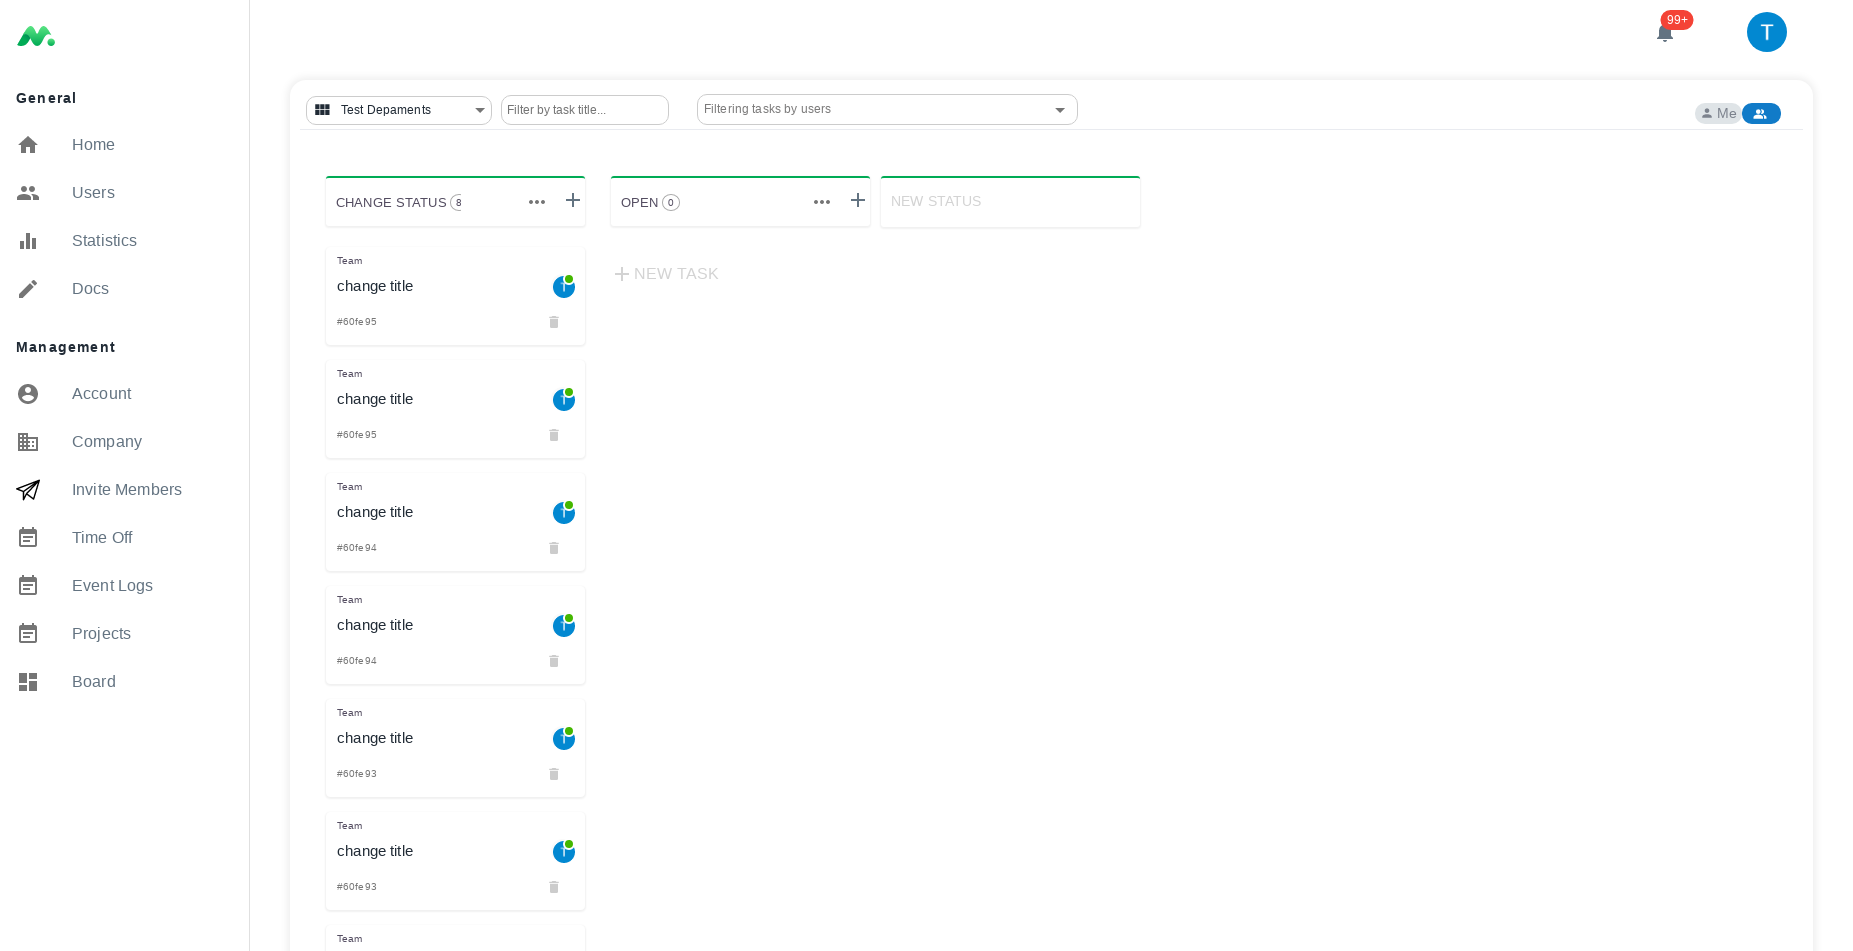 99+
T
General
Home
Users
Statistics
Docs
Management
Account
Company
Invite Members
Time Off
Event Logs
Projects
Board
Test Depaments
Filter by task title...
Filtering tasks by users
Me
CHANGE STATUS 8
OPEN 0
NEW STATUS
NEW TASK
Team
change title
T
#60fe95
Team
change title
T
#60fe95
Team
change title
T
#60fe94
Team
change title
T
#60fe94
Team
change title
T
#60fe93
Team
change title
T
#60fe93
Team